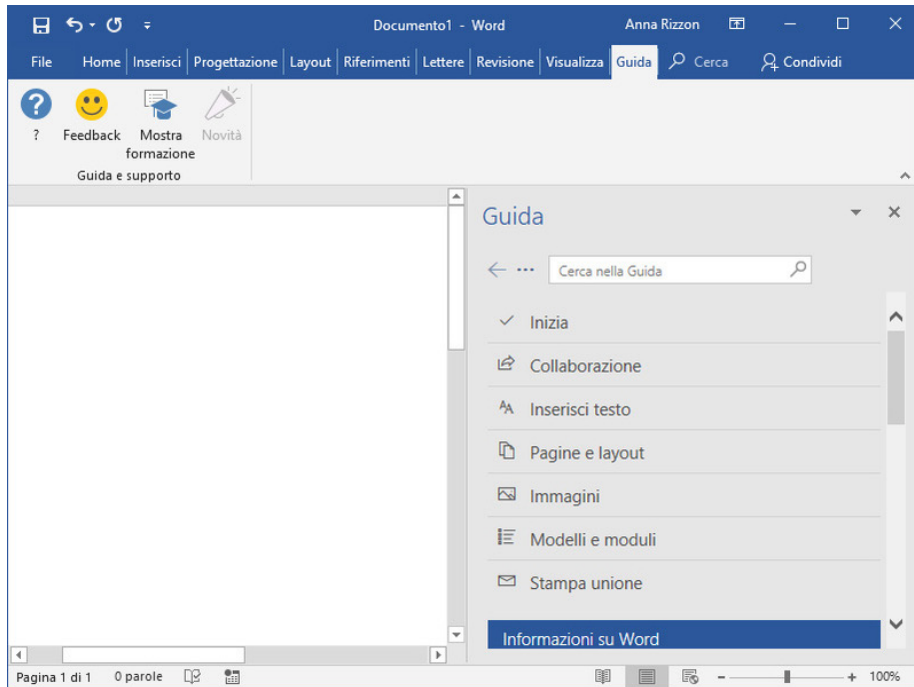 Documento1 - Word
Anna Rizzon
File Home Inserisci Progettazione Layout Riferimenti Lettere Revisione Visualizza Guida Cerca Condividi
? Feedback Mostra formazione Novità
Guida e supporto
Guida
Cerca nella Guida
Inizia
Collaborazione
Inserisci testo
Pagine e layout
Immagini
Modelli e moduli
Stampa unione
Informazioni su Word
Pagina 1 di 1 0 parole 100%